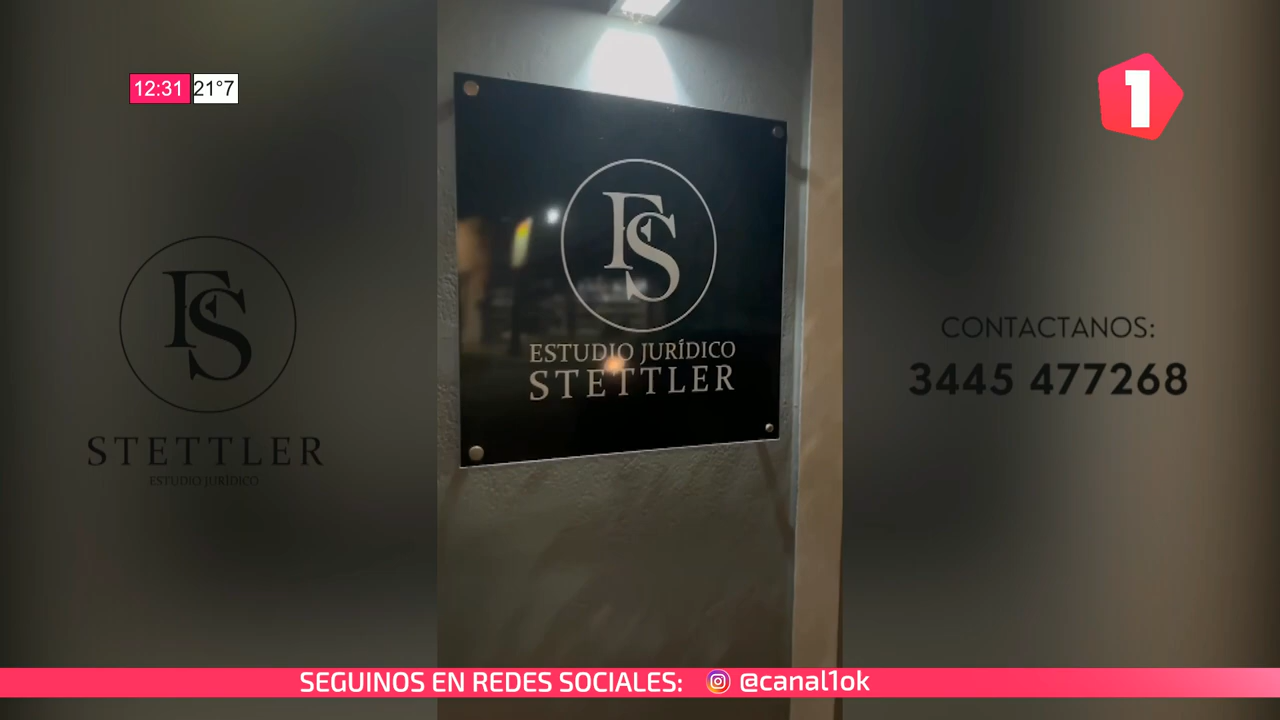 12:31 21°7
1
FS
ESTUDIO JURÍDICO
STETTLER
FS
STETTLER
ESTUDIO JURÍDICO
CONTACTANOS:
3445 477268
SEGUINOS EN REDES SOCIALES: @canal1ok